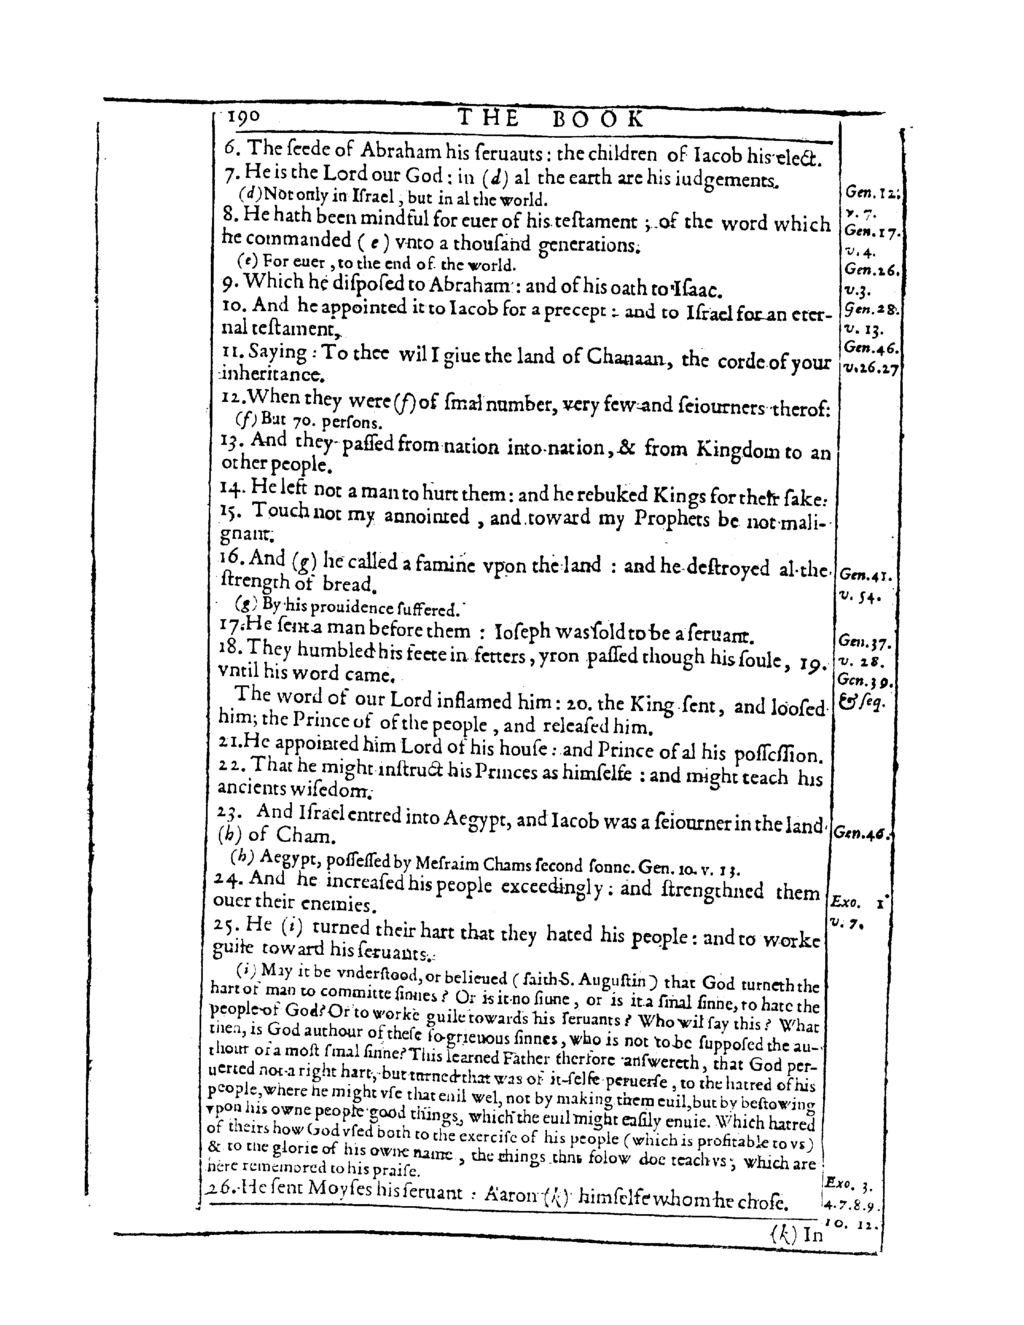 190 THE BOOK
6. The ſeede of Abraham his ſeruauts : the children of Iacob his elect.
7. He is the Lord our God : in (d) al the earth are his iudgements.
(d) Not only in Iſrael, but in al the world.
8. He hath been mindful for euer of his teſtament ; of the word which
he commanded (e) vnto a thouſand generations.
(e) For euer, to the end of the world.
9. Which he diſpoſed to Abraham : and of his oath to Iſaac.
10. And he appointed it to Iacob for a precept : and to Iſrael for an eter-
nal teſtament,
11. Saying : To thee wil I giue the land of Chanaan, the corde of your
inheritance.
12. When they were (f) of ſmal number, very few and ſeiourners therof:
(f) But 70. perſons.
13. And they paſſed from nation into nation, & from Kingdom to an
other people.
14. He left not a man to hurt them : and he rebuked Kings for their ſake:
15. Touch not my annointed , and toward my Prophets be not mali-
gnant.
16. And (g) he called a famine vpon the land : and he deſtroyed al the
ſtrength of bread.
(g) By his prouidence ſuffered.
17. He ſent a man before them : Ioſeph was ſold to be a ſeruant.
18. They humbled his feete in fetters, yron paſſed though his ſoule, 19.
vntil his word came.
The word of our Lord inflamed him : 20. the King ſent, and looſed
him; the Prince of of the people , and releaſed him.
21. He appointed him Lord of his houſe : and Prince of al his poſſeſſion.
22. That he might inſtruct his Princes as himſelfe : and might teach his
ancients wiſedom.
23. And Iſrael entred into Aegypt, and Iacob was a ſeiourner in the land
(h) of Cham.
(h) Aegypt, poſſeſſed by Meſraim Chams ſecond ſonne. Gen. 10. v. 13.
24. And he increaſed his people exceedingly : and ſtrengthned them
ouer their enemies.
25. He (i) turned their hart that they hated his people : and to worke
guile toward his ſeruants.
(i) May it be vnderſtood, or belieued ( ſaith S. Auguſtin ) that God turneth the
hart of man to committe ſinnes ? Or is it no ſinne, or is it a ſmal ſinne, to hate the
people of God? Or to worke guile towards his ſeruants ? Who wil ſay this ? What
then, is God authour of theſe ſo grieuous ſinnes, who is not to be ſuppoſed the au-
thour of a moſt ſmal ſinne? This learned Father therfore anſwereth, that God per-
uerted not a right hart, but turned that was of it-ſelfe peruerſe , to the hatred of his
people, where he might vſe that euil wel, not by making them euil, but by beſtowing
vpon his owne people good things, which the euil might eaſily enuie. Which hatred
of theirs how God vſed both to the exerciſe of his people (which is profitable to vs)
& to the glorie of his owne name , the things thut folow doe teach vs ; which are
here rememored to his praiſe.
26. He ſent Moyſes his ſeruant : Aaron (k) himſelfe whom he choſe.
(k) In
Gen. 12.
v. 7.
Gen. 17.
v. 4.
Gen. 26.
v. 3.
Gen. 28.
v. 13.
Gen. 46.
v. 26. 27
Gen. 41.
v. 54.
Gen. 37.
v. 28.
Gen. 39.
& ſeq.
Gen. 46.
Exo. 1
v. 7.
Exo. 3.
4. 7. 8. 9.
10. 12.